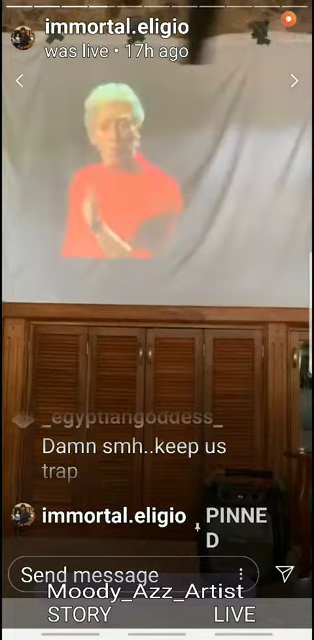 immortal.eligio
was live • 17h ago
_egyptiangoddess_
Damn smh..keep us
trap
immortal.eligio PINNE
D
Send message
Moody_Azz_Artist
STORY LIVE